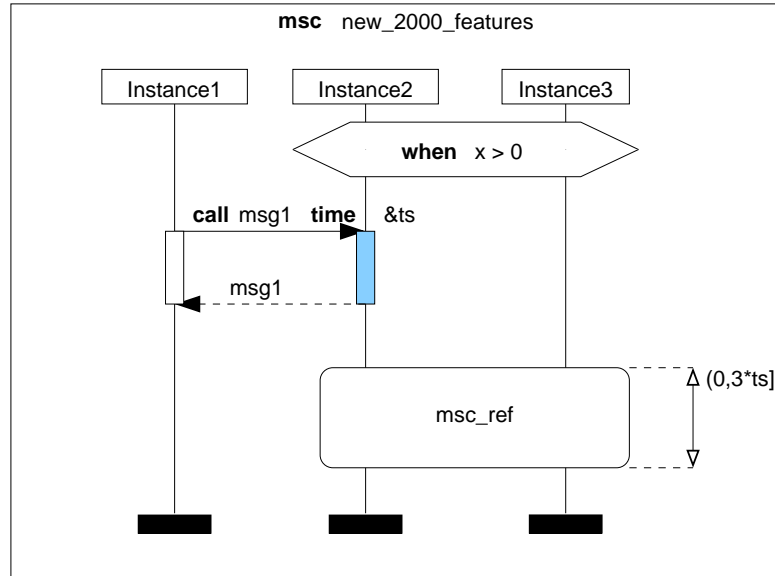 msc new_2000_features
Instance1 Instance2 Instance3
when x > 0
call msg1 time &ts
msg1
(0,3*ts]
msc_ref